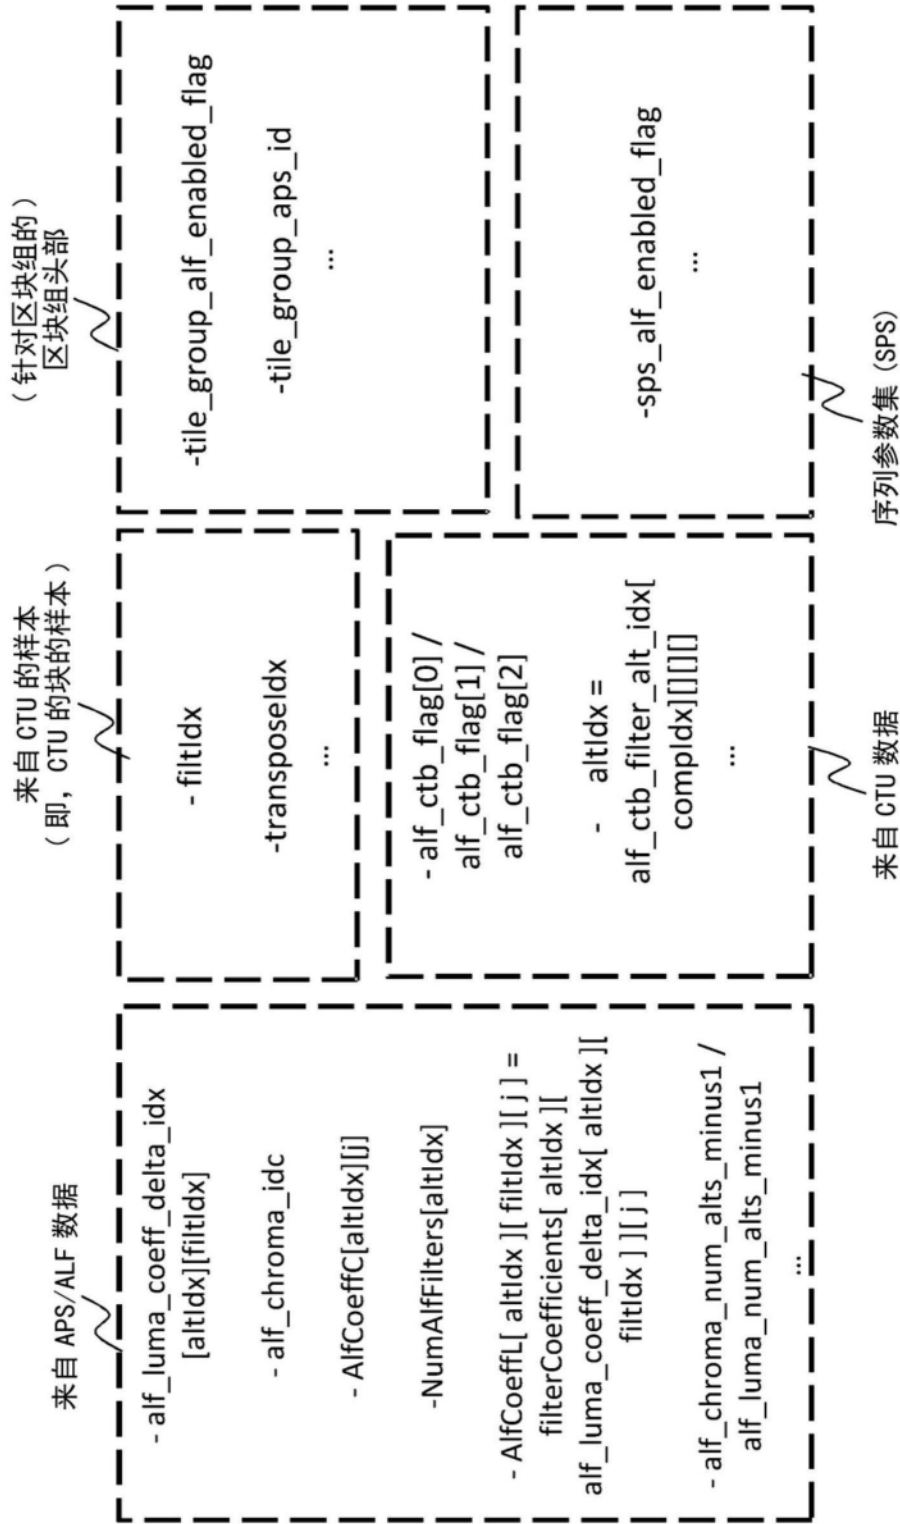 来自 APS/ALF 数据
- alf_luma_coeff_delta_idx
[altIdx][filtIdx]
- alf_chroma_idc
- AlfCoeffC[altIdx][j]
-NumAlfFilters[altIdx]
- AlfCoeffL[ altIdx ][ filtIdx ][ j ] =
filterCoefficients[ altIdx ][
alf_luma_coeff_delta_idx[ altIdx ][
filtIdx ] ][ j ]
- alf_chroma_num_alts_minus1 /
alf_luma_num_alts_minus1
...
来自 CTU 的样本
（即，CTU 的块的样本）
- filtIdx
-transposeIdx
...
- alf_ctb_flag[0] /
alf_ctb_flag[1] /
alf_ctb_flag[2]
- altIdx =
alf_ctb_filter_alt_idx[
compIdx][][][]
...
来自 CTU 数据
（针对区块组的）
区块组头部
-tile_group_alf_enabled_flag
-tile_group_aps_id
...
-sps_alf_enabled_flag
...
序列参数集 (SPS)